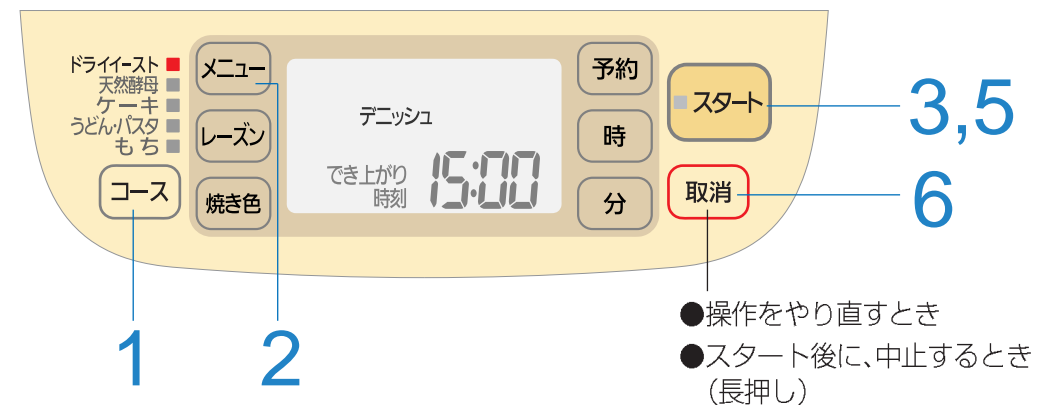 ドライイースト
天然酵母
ケーキ
うどん・パスタ
もち
コース
メニュー
レーズン
焼き色
デニッシュ
でき上がり
時刻
15:00
予約
時
分
スタート
取消
3,5
6
1
2
●操作をやり直すとき
●スタート後に、中止するとき
(長押し)